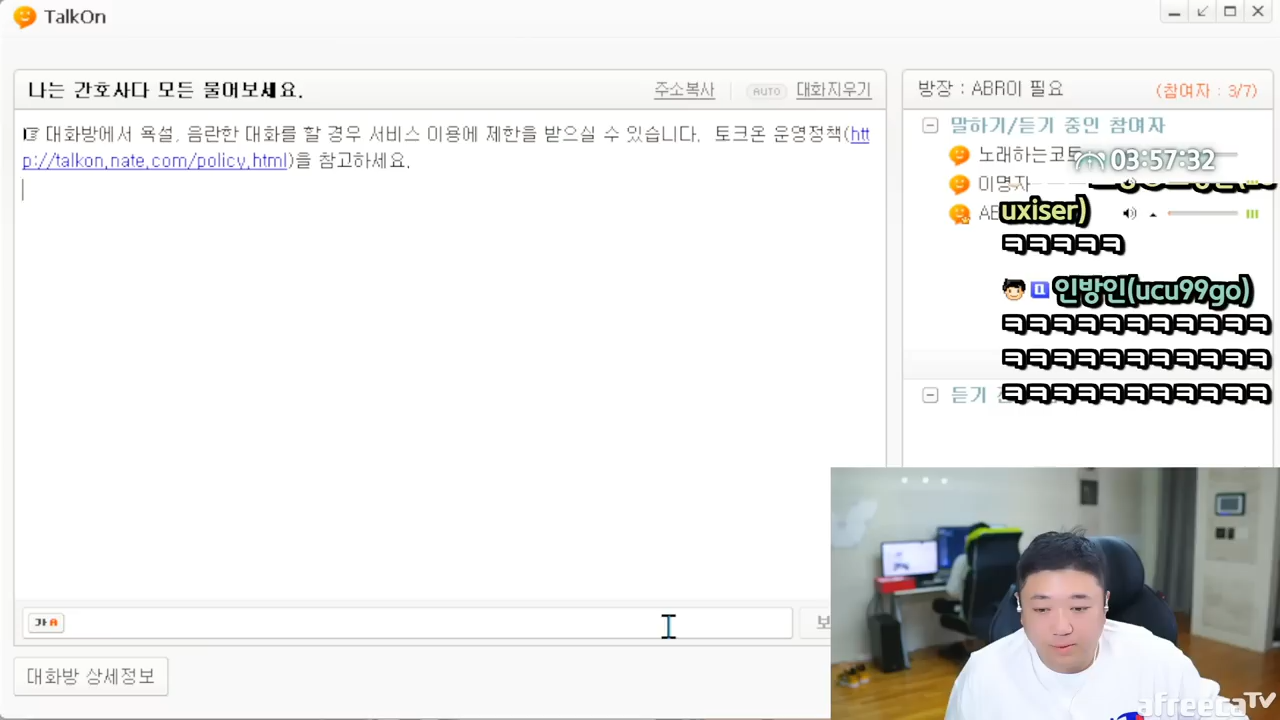 TalkOn
나는 간호사다 모든 물어보세요.
주소복사
AUTO
대화지우기
☞ 대화방에서 욕설, 음란한 대화를 할 경우 서비스 이용에 제한을 받으실 수 있습니다. 토크온 운영정책(htt
p://talkon.nate.com/policy.html)을 참고하세요.
가A
대화방 상세정보
방장 : ABR이 필요
(참여자 : 3/7)
말하기/듣기 중인 참여자
노래하는코트
03:57:32
이명자
uxiser)
ㅋㅋㅋㅋㅋ
인방인(ucu99go)
ㅋㅋㅋㅋㅋㅋㅋㅋㅋㅋㅋ
ㅋㅋㅋㅋㅋㅋㅋㅋㅋㅋㅋ
ㅋㅋㅋㅋㅋㅋㅋㅋㅋㅋㅋ
듣기
afreecaTV